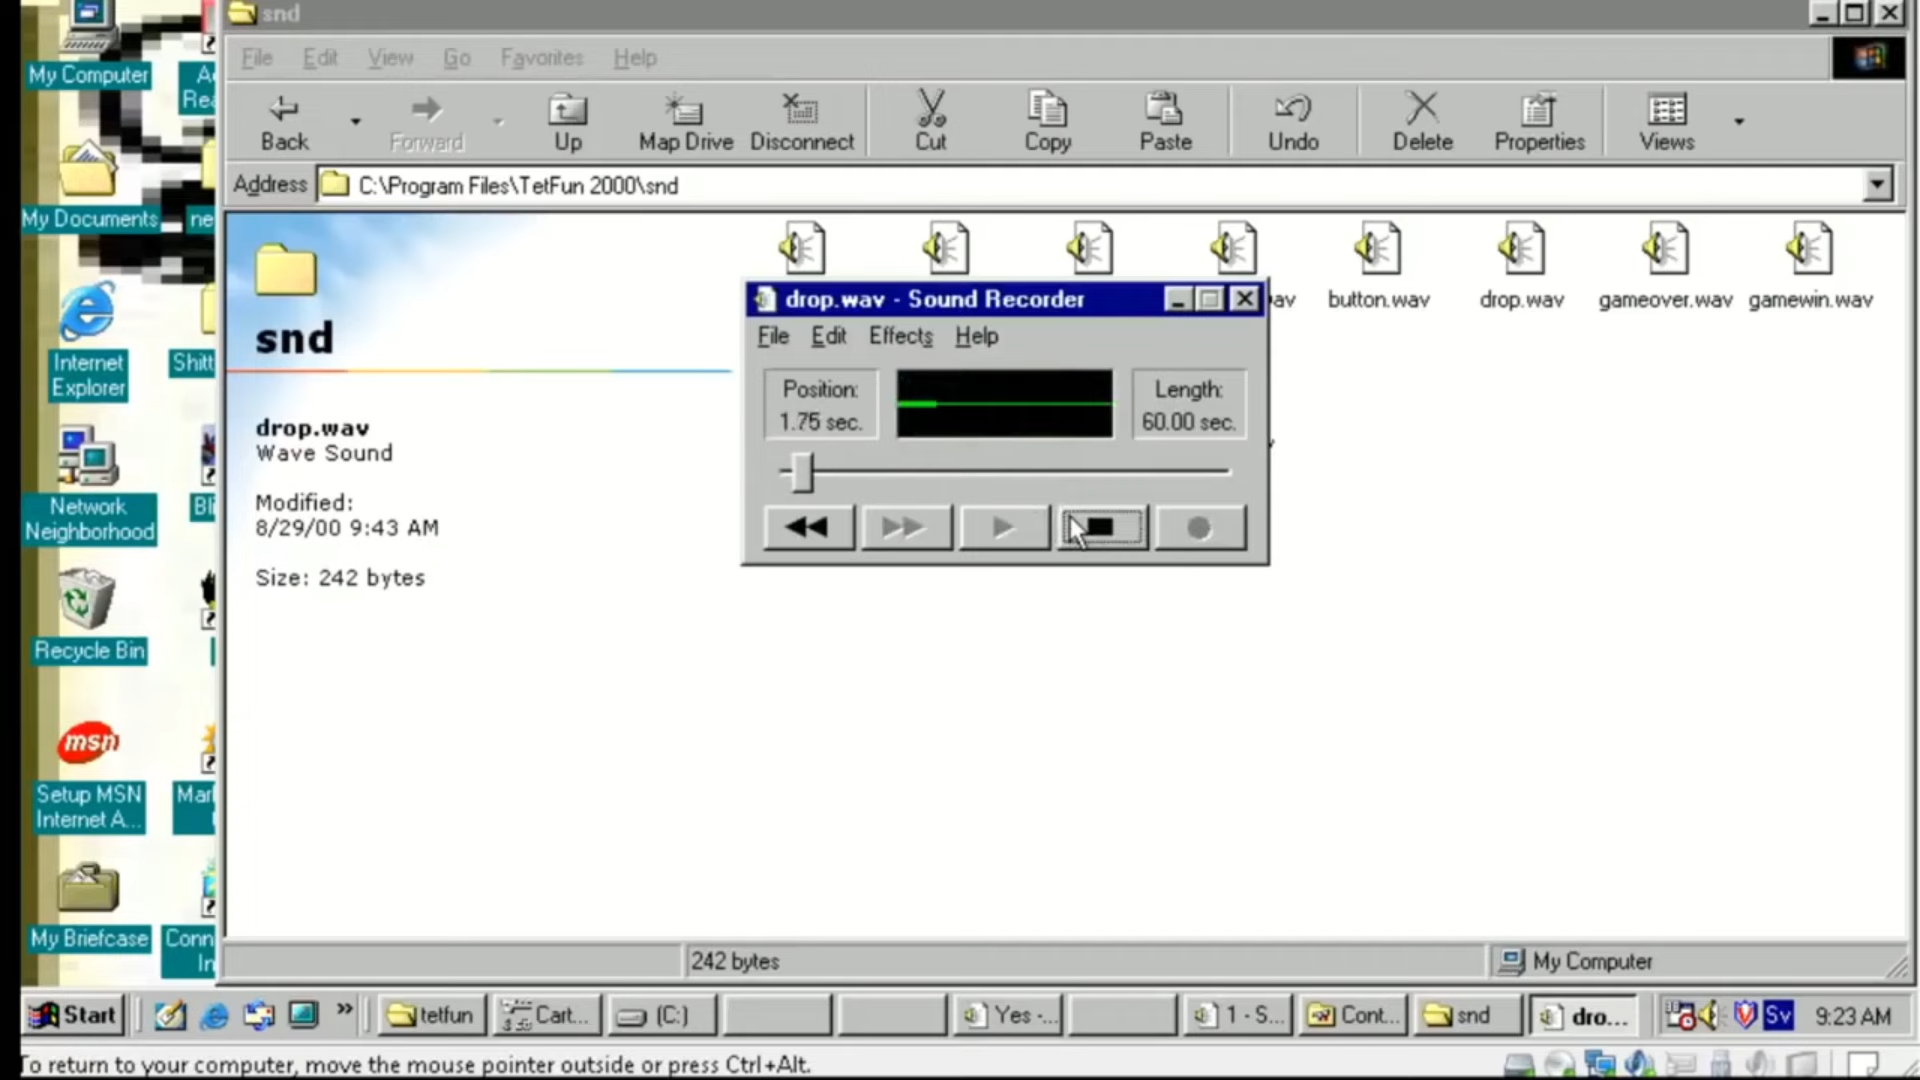 snd
File Edit View Go Favorites Help
Back Forward Up Map Drive Disconnect Cut Copy Paste Undo Delete Properties Views
Address C:\Program Files\TetFun 2000\snd
My Computer
My Documents
Internet
Explorer
Network
Neighborhood
Recycle Bin
msn
Setup MSN
Internet A...
My Briefcase
snd
drop.wav
Wave Sound
Modified:
8/29/00 9:43 AM
Size: 242 bytes
button.wav drop.wav gameover.wav gamewin.wav
drop.wav - Sound Recorder
File Edit Effects Help
Position:
1.75 sec.
Length:
60.00 sec.
242 bytes My Computer
Start tetfun Cart... (C:) Yes -... 1 - S... Cont... snd dro... Sv 9:23 AM
To return to your computer, move the mouse pointer outside or press Ctrl+Alt.